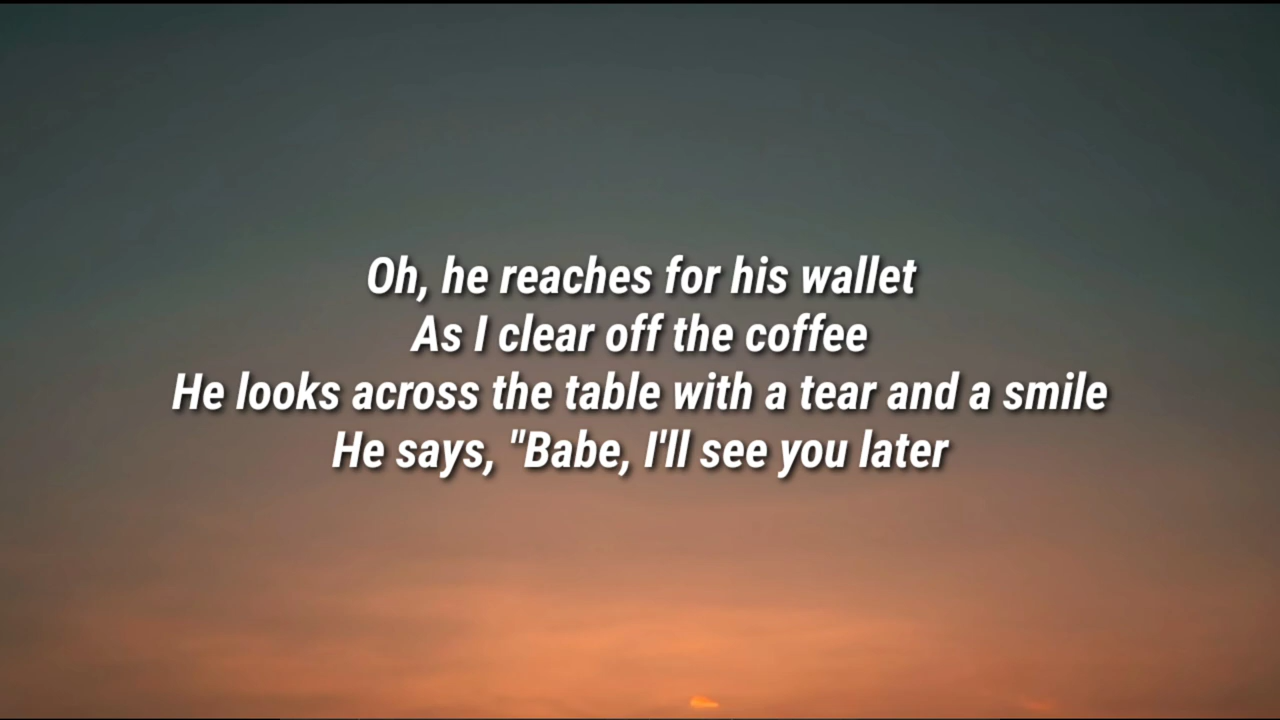 Oh, he reaches for his wallet
As I clear off the coffee
He looks across the table with a tear and a smile
He says, "Babe, I'll see you later